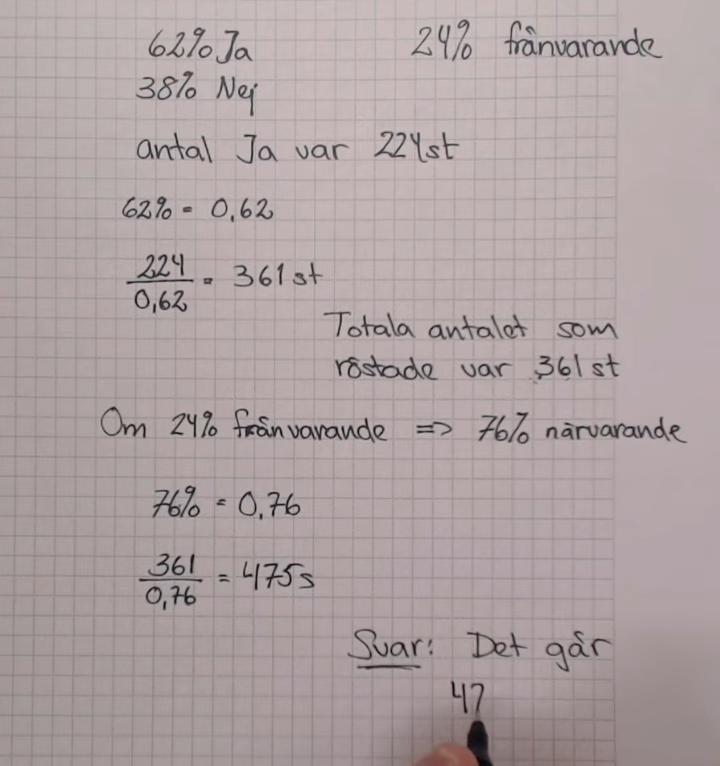 62% Ja 24% frånvarande
38% Nej
antal Ja var 224st
62% = 0,62
224
0,62
= 361 st
Totala antalet som
röstade var 361 st
Om 24% frånvarande => 76% närvarande
76% = 0,76
361
0,76
= 475s
Svar: Det går
47